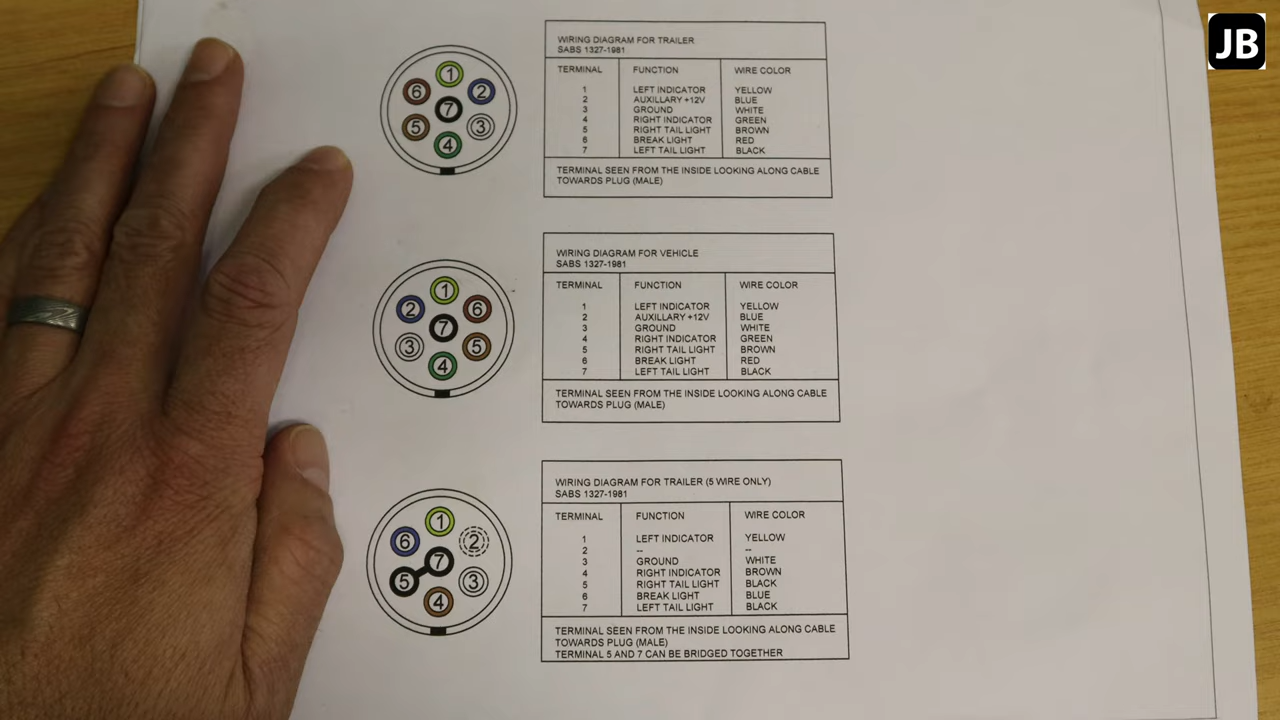 JB
WIRING DIAGRAM FOR TRAILER
SABS 1327-1981
TERMINAL FUNCTION WIRE COLOR
1 LEFT INDICATOR YELLOW
2 AUXILLARY +12V BLUE
3 GROUND WHITE
4 RIGHT INDICATOR GREEN
5 RIGHT TAIL LIGHT BROWN
6 BREAK LIGHT RED
7 LEFT TAIL LIGHT BLACK
TERMINAL SEEN FROM THE INSIDE LOOKING ALONG CABLE
TOWARDS PLUG (MALE)
1
6 2
7
5 3
4
WIRING DIAGRAM FOR VEHICLE
SABS 1327-1981
TERMINAL FUNCTION WIRE COLOR
1 LEFT INDICATOR YELLOW
2 AUXILLARY +12V BLUE
3 GROUND WHITE
4 RIGHT INDICATOR GREEN
5 RIGHT TAIL LIGHT BROWN
6 BREAK LIGHT RED
7 LEFT TAIL LIGHT BLACK
TERMINAL SEEN FROM THE INSIDE LOOKING ALONG CABLE
TOWARDS PLUG (MALE)
1
2 6
7
3 5
4
WIRING DIAGRAM FOR TRAILER (5 WIRE ONLY)
SABS 1327-1981
TERMINAL FUNCTION WIRE COLOR
1 LEFT INDICATOR YELLOW
2 -- --
3 GROUND WHITE
4 RIGHT INDICATOR BROWN
5 RIGHT TAIL LIGHT BLACK
6 BREAK LIGHT BLUE
7 LEFT TAIL LIGHT BLACK
TERMINAL SEEN FROM THE INSIDE LOOKING ALONG CABLE
TOWARDS PLUG (MALE)
TERMINAL 5 AND 7 CAN BE BRIDGED TOGETHER
1
6 2
7
5 3
4